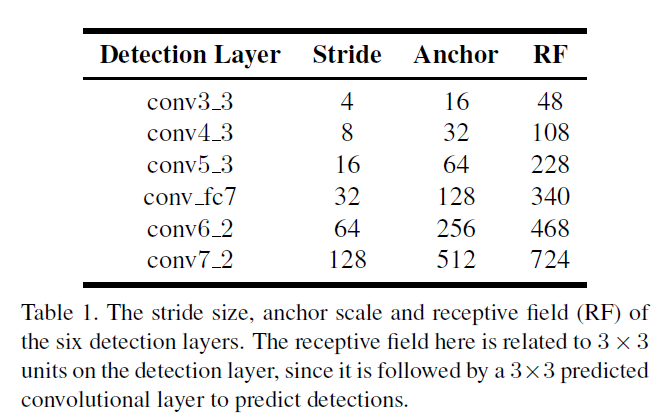 Detection Layer Stride Anchor RF
conv3_3 4 16 48
conv4_3 8 32 108
conv5_3 16 64 228
conv_fc7 32 128 340
conv6_2 64 256 468
conv7_2 128 512 724
Table 1. The stride size, anchor scale and receptive field (RF) of
the six detection layers. The receptive field here is related to 3 × 3
units on the detection layer, since it is followed by a 3×3 predicted
convolutional layer to predict detections.